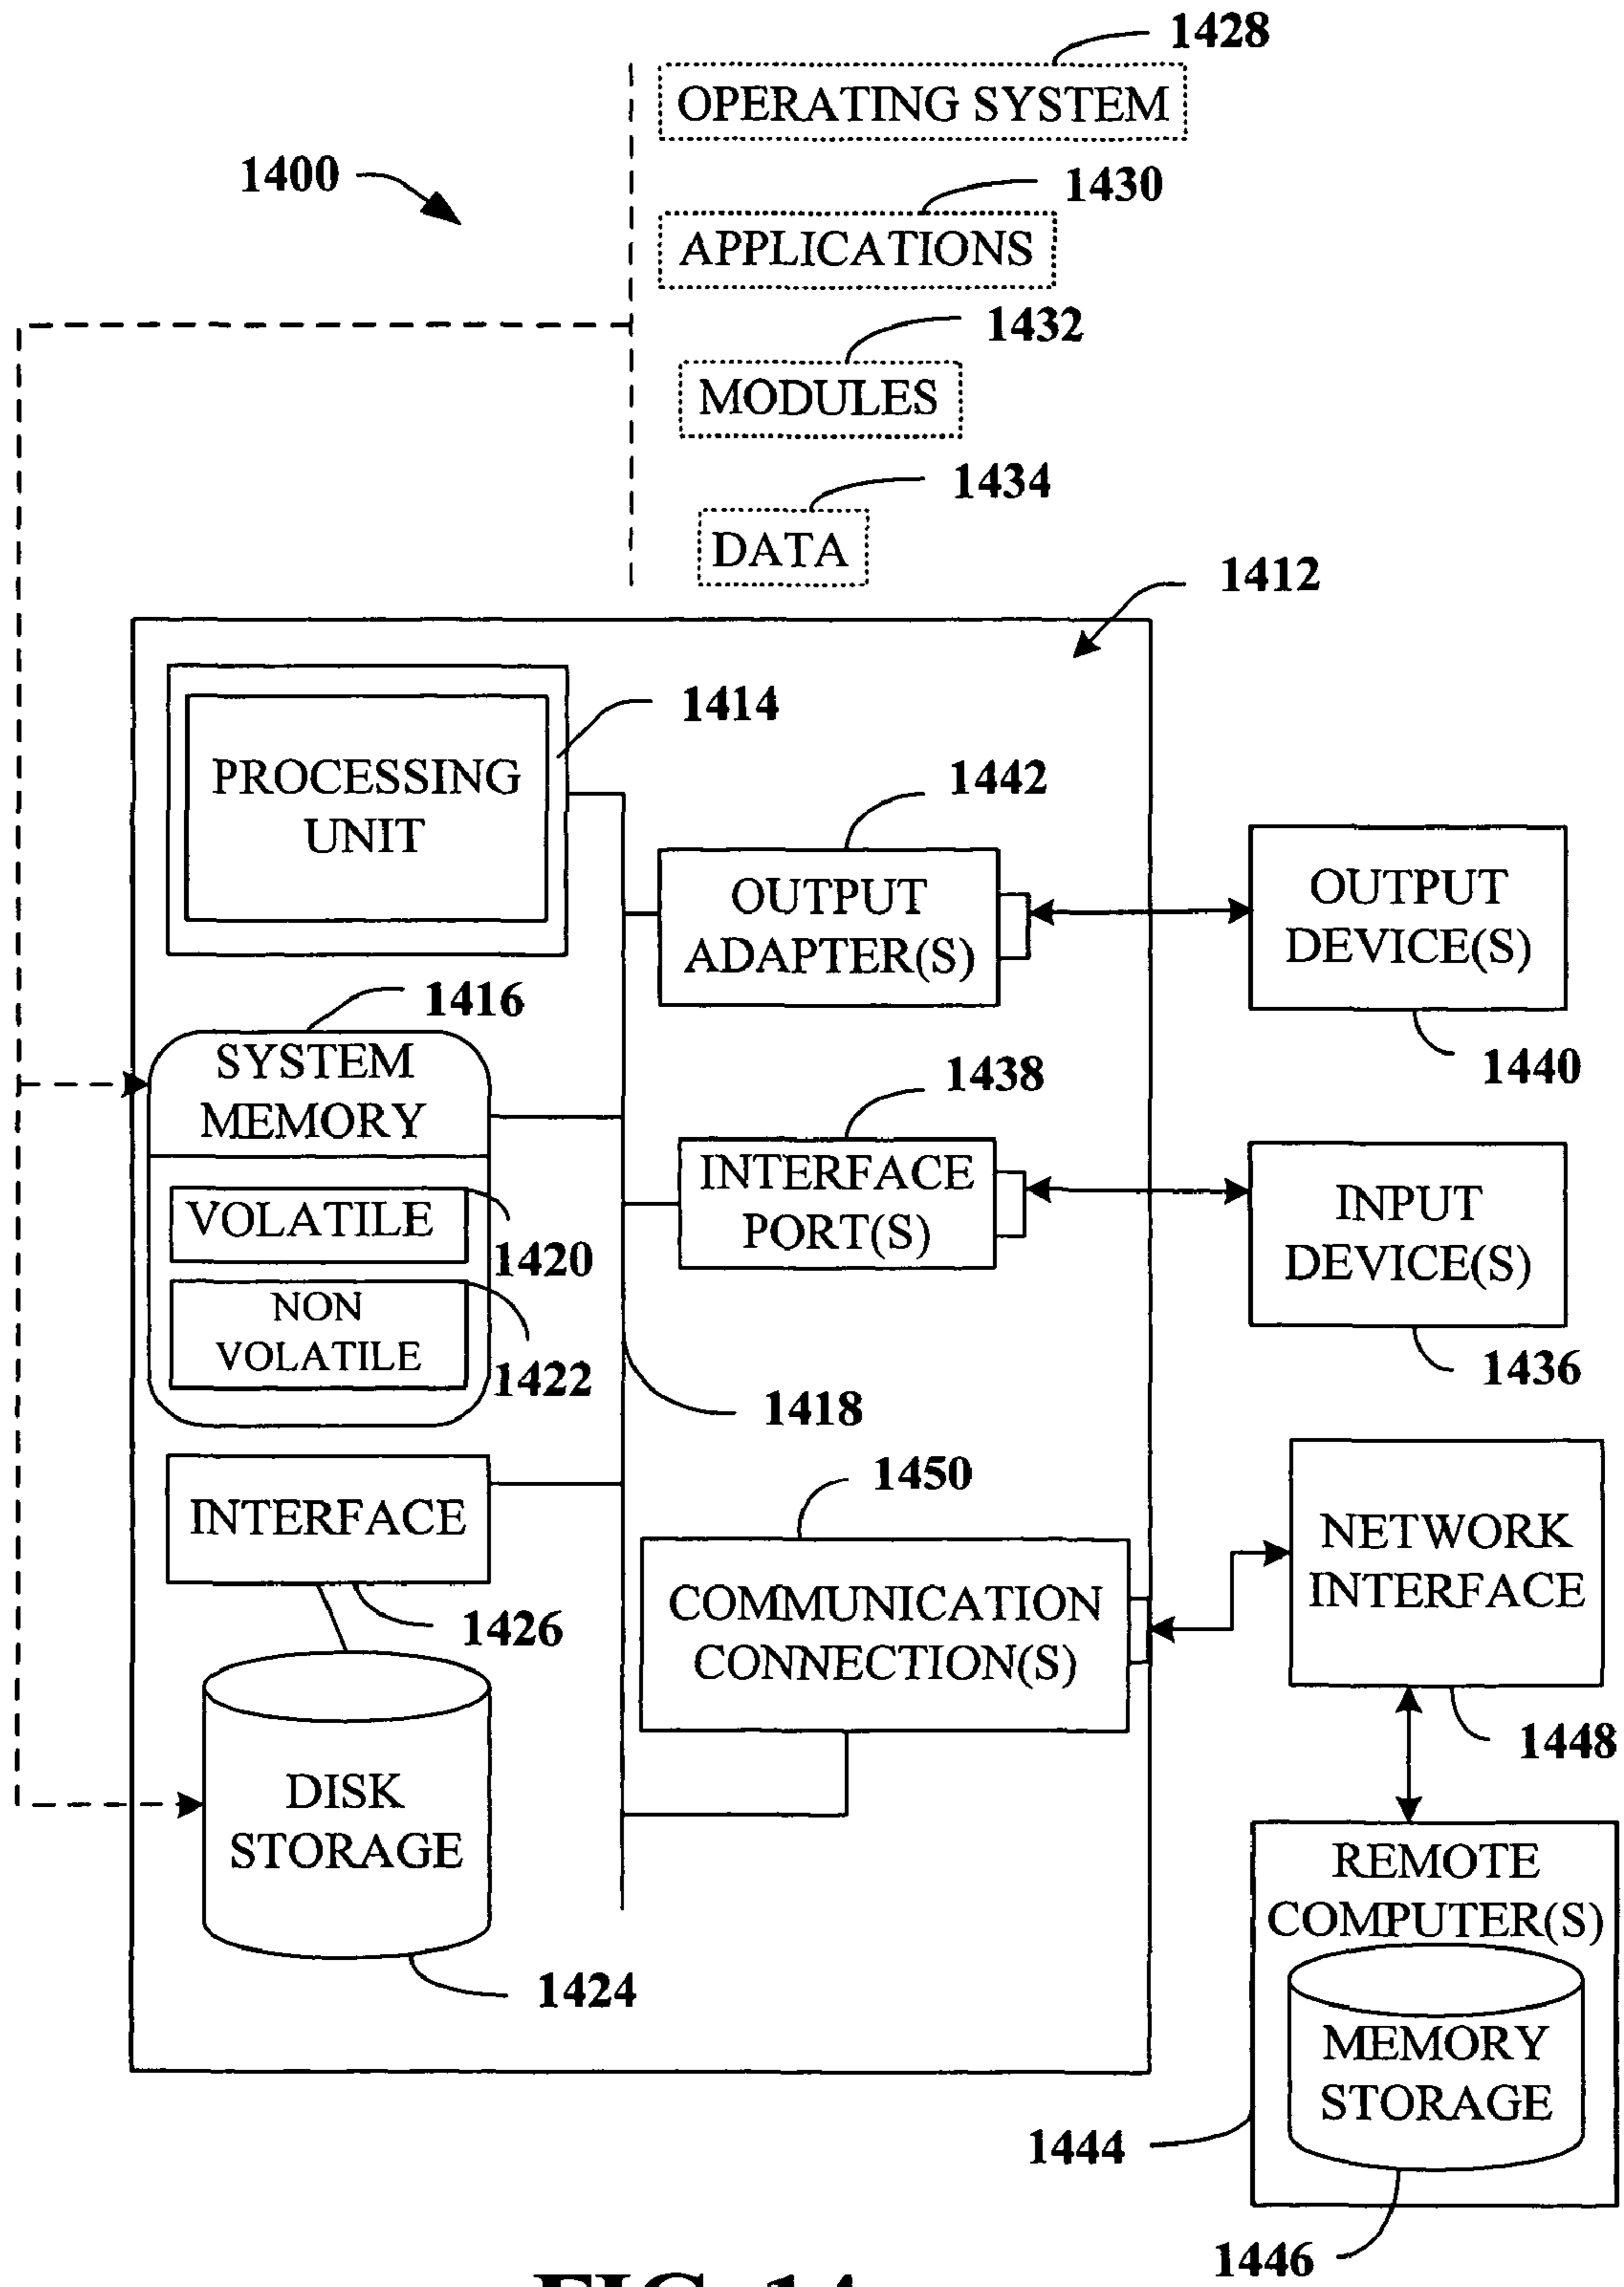 1428
OPERATING SYSTEM
1400
1430
APPLICATIONS
1432
MODULES
1434
DATA
1412
1414
PROCESSING
UNIT
1442
OUTPUT
ADAPTER(S)
OUTPUT
DEVICE(S)
1440
1416
SYSTEM
MEMORY
1438
INTERFACE
PORT(S)
INPUT
DEVICE(S)
1436
VOLATILE
1420
NON
VOLATILE
1422
1418
INTERFACE
1426
1450
COMMUNICATION
CONNECTION(S)
NETWORK
INTERFACE
1448
DISK
STORAGE
1424
REMOTE
COMPUTER(S)
MEMORY
STORAGE
1444
1446
FIG. 14